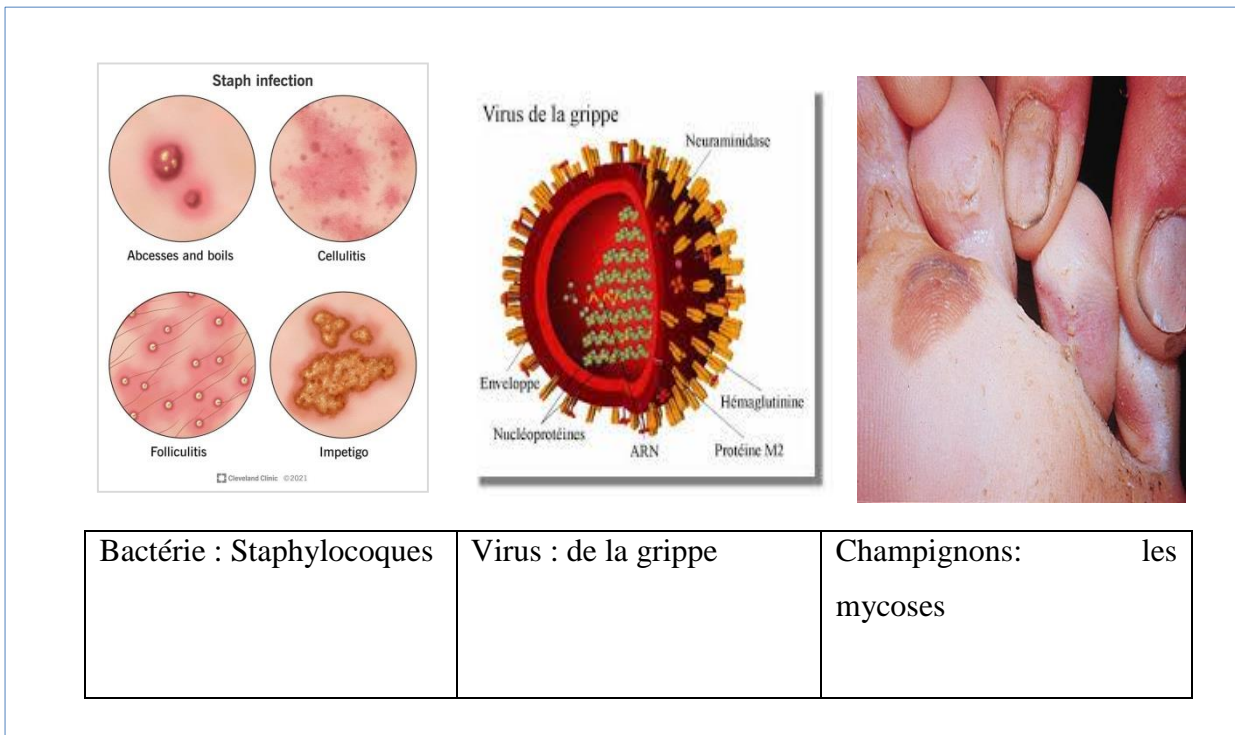 Staph infection
Abcesses and boils
Cellulitis
Folliculitis
Impetigo
Cleveland Clinic ©2021
Virus de la grippe
Neuraminidase
Enveloppe
Hémaglutinine
Nucléoprotéines
ARN
Protéine M2
Bactérie : Staphylocoques
Virus : de la grippe
Champignons: les
mycoses